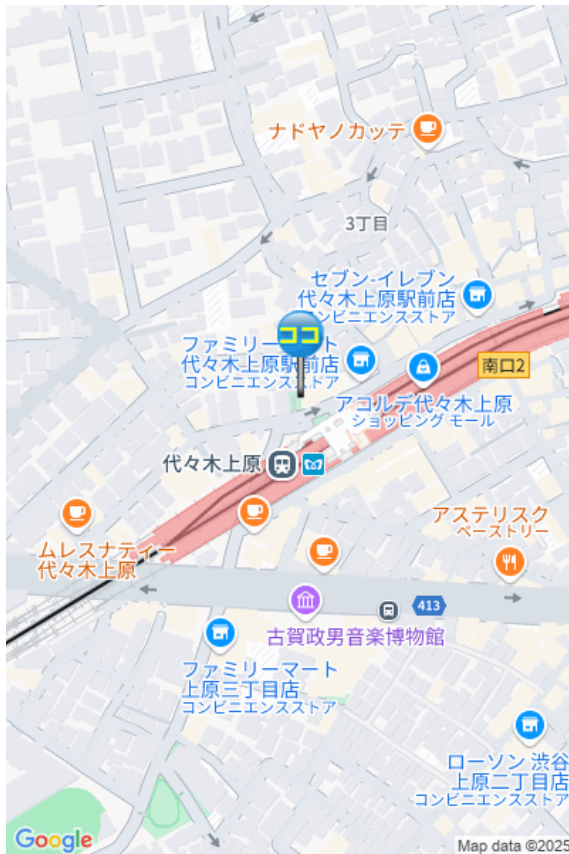 ナドヤノカッテ
3丁目
セブン-イレブン
代々木上原駅前店
コンビニエンスストア
ココ
ファミリーマート
代々木上原駅前店
コンビニエンスストア
南口2
アコルデ代々木上原
ショッピング モール
代々木上原
アステリスク
ペーストリー
ムレスナティー
代々木上原
413
古賀政男音楽博物館
ファミリーマート
上原三丁目店
コンビニエンスストア
ローソン 渋谷
上原二丁目店
コンビニエンスストア
Google
Map data ©2025